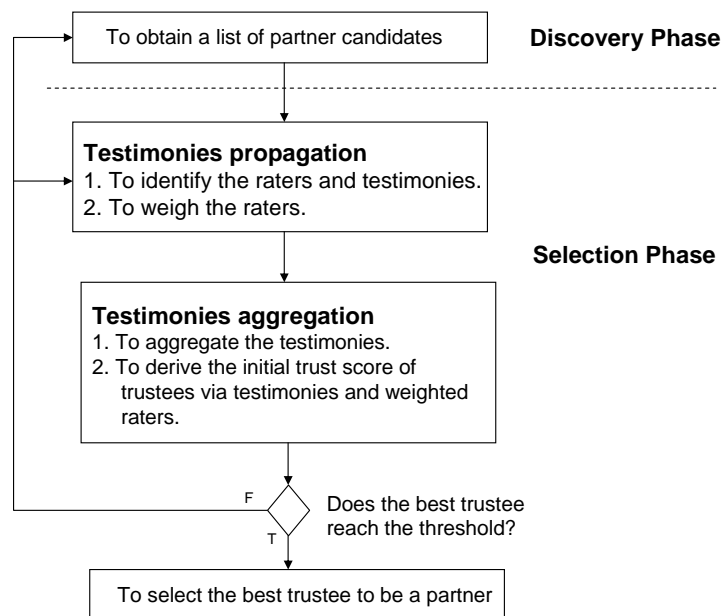 To obtain a list of partner candidates
Discovery Phase
Testimonies propagation
1. To identify the raters and testimonies.
2. To weigh the raters.
Selection Phase
Testimonies aggregation
1. To aggregate the testimonies.
2. To derive the initial trust score of
trustees via testimonies and weighted
raters.
F
Does the best trustee
reach the threshold?
T
To select the best trustee to be a partner